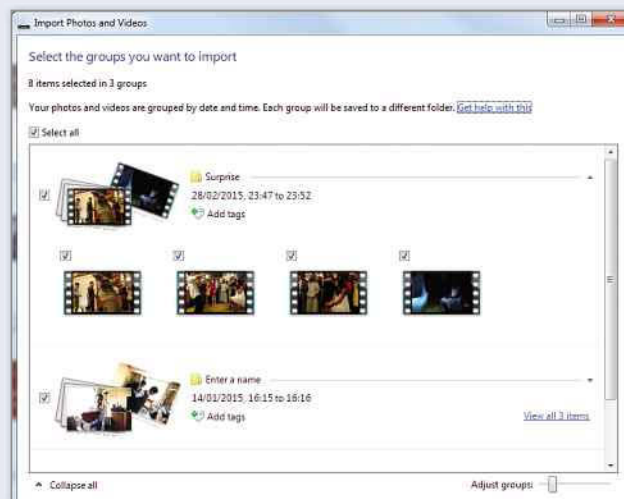 Import Photos and Videos
Select the groups you want to import
8 items selected in 3 groups
Your photos and videos are grouped by date and time. Each group will be saved to a different folder. Get help with this
Select all
Surprise
28/02/2015, 23:47 to 23:52
Add tags
Enter a name
14/01/2015, 16:15 to 16:16
Add tags
View all 3 items
Collapse all
Adjust groups: